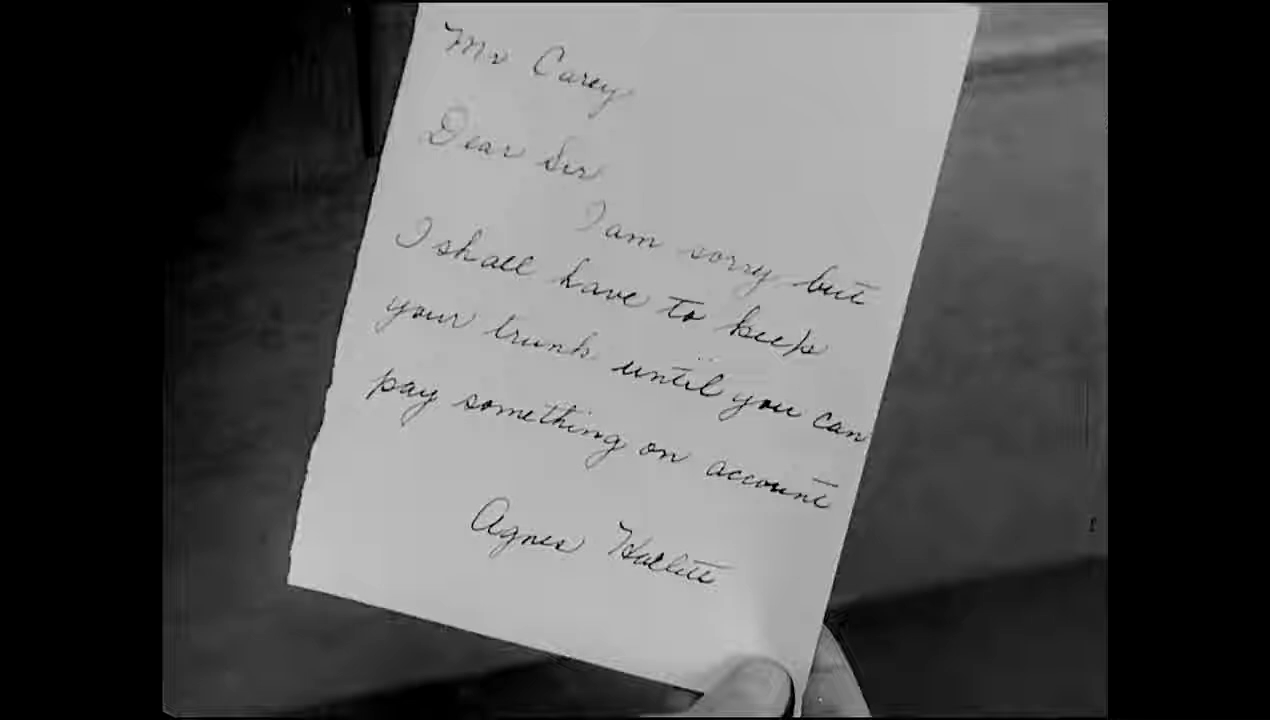 Mr Carey
Dear Sir
I am sorry but
I shall have to keep
your trunk until you can
pay something on account
Agnes Hallett